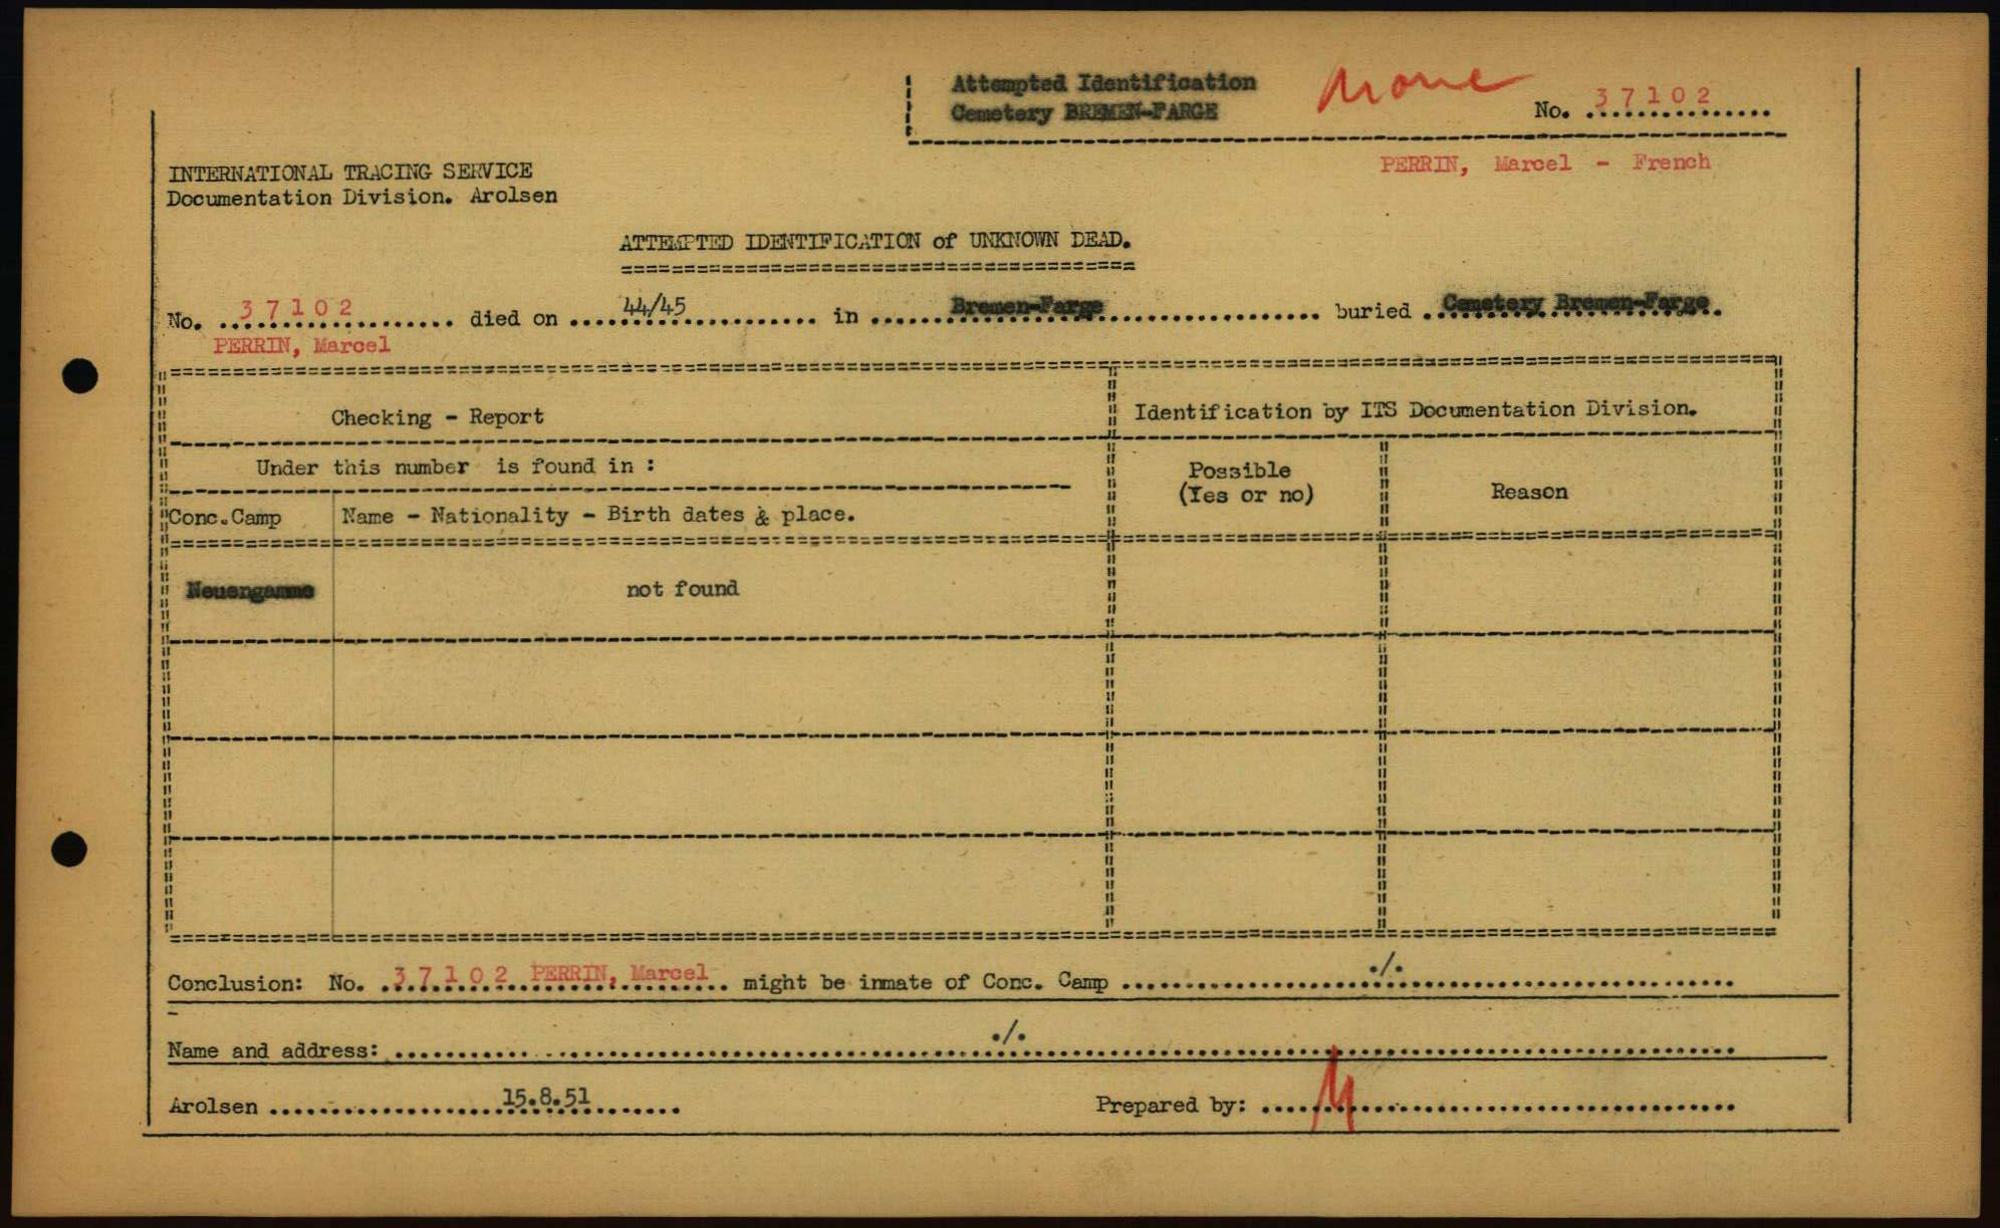 Attempted Identification
Cemetery BREMEN-FARGE
None
No. 37102
PERRIN, Marcel - French
INTERNATIONAL TRACING SERVICE
Documentation Division. Arolsen
ATTEMPTED IDENTIFICATION of UNKNOWN DEAD.
No. 37102 died on 44/45 in Bremen-Farge buried Cemetery Bremen-Farge.
PERRIN, Marcel
Checking - Report
Identification by ITS Documentation Division.
Under this number is found in :
Possible
(Yes or no)
Reason
Conc.Camp
Name - Nationality - Birth dates & place.
Neuengamme
not found
Conclusion: No. 37102 PERRIN, Marcel might be inmate of Conc. Camp ./.
Name and address: ./.
Arolsen 15.8.51
Prepared by: